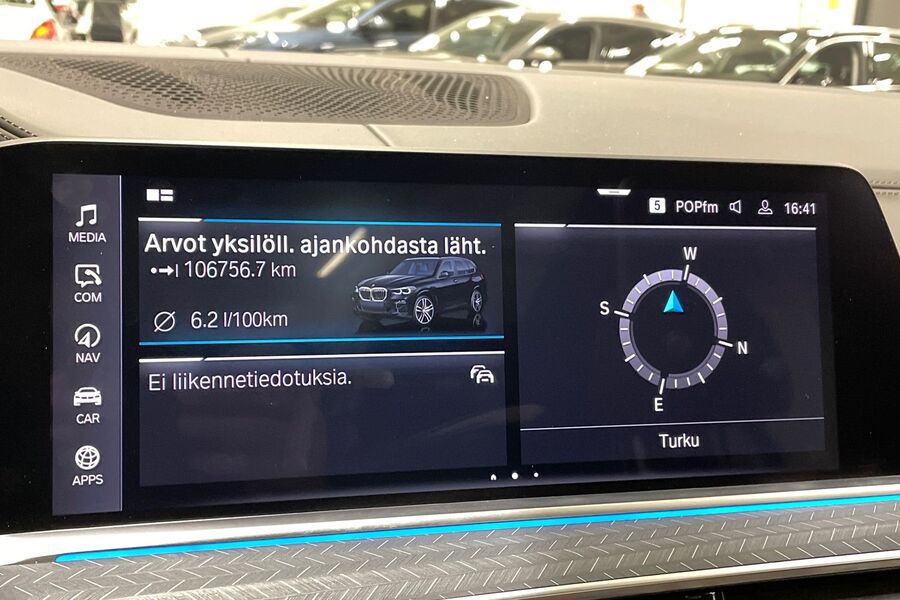 MEDIA
COM
NAV
CAR
APPS
5 POPfm 16:41
Arvot yksilöll. ajankohdasta läht.
106756.7 km
6.2 l/100km
Ei liikennetiedotuksia.
W
S
N
E
Turku